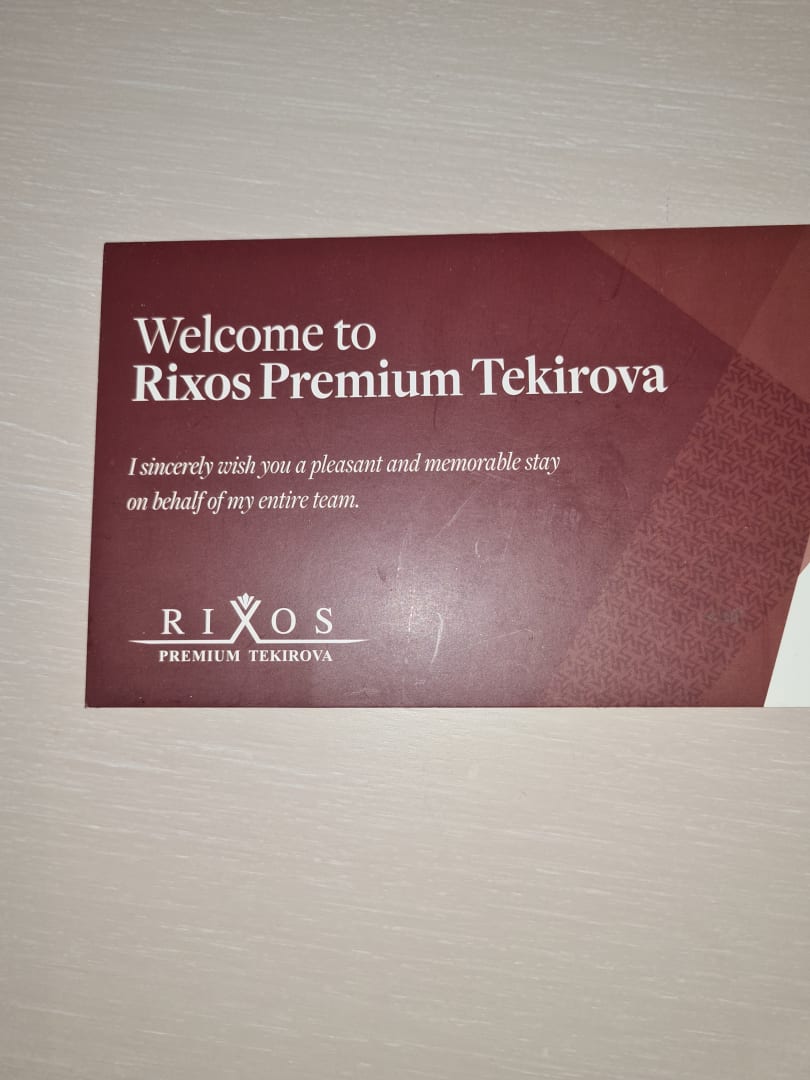 Welcome to
Rixos Premium Tekirova
I sincerely wish you a pleasant and memorable stay
on behalf of my entire team.
RIXOS
PREMIUM TEKIROVA